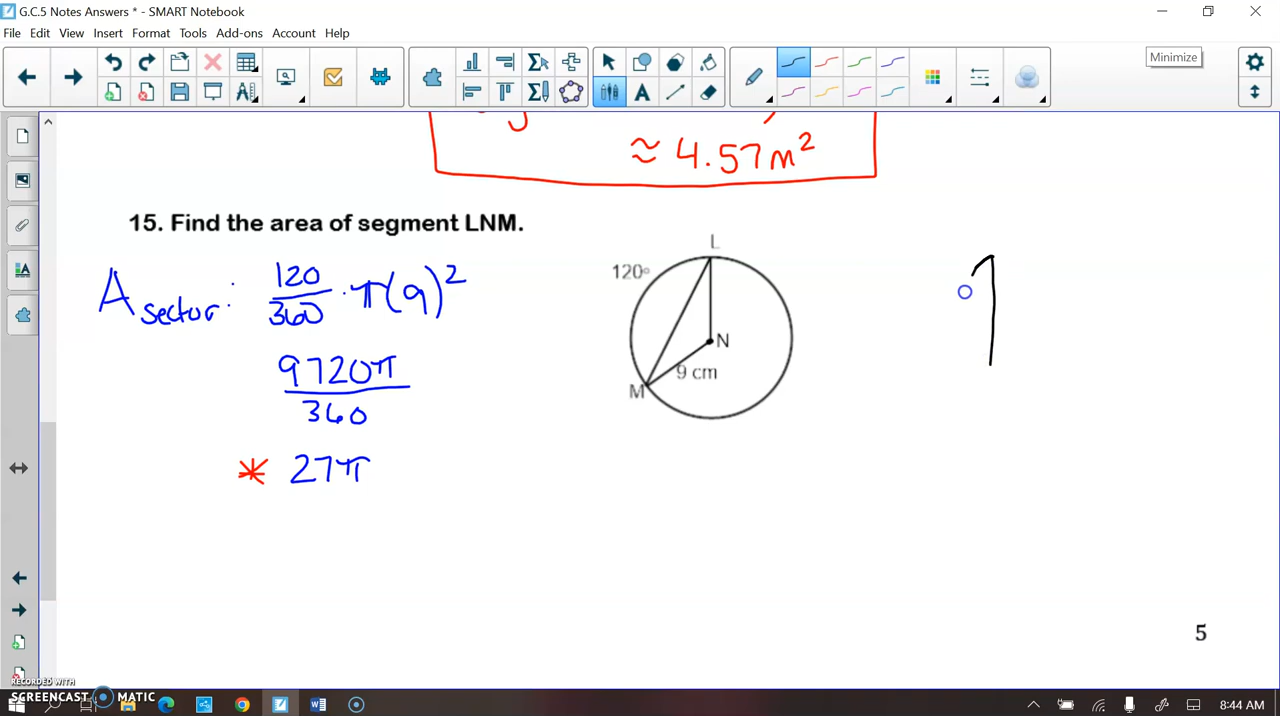 G.C.5 Notes Answers * - SMART Notebook
File Edit View Insert Format Tools Add-ons Account Help
Minimize
≈ 4.57m²
15. Find the area of segment LNM.
A sector: 120/360 · π(9)²
9720π/360
* 27π
L
120°
N
9 cm
M
5
SCREENCAST MATIC
8:44 AM